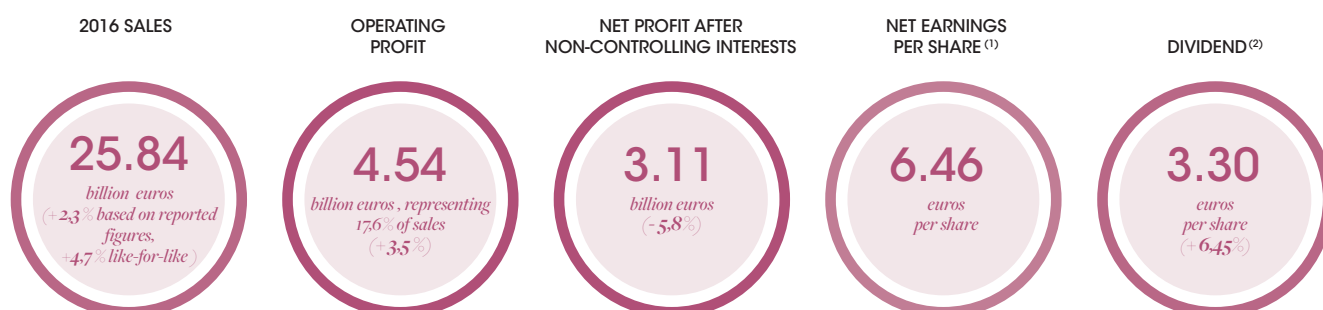 2016 SALES
25.84
billion euros
(+2,3% based on reported
figures,
+4,7% like-for-like)
OPERATING
PROFIT
4.54
billion euros, representing
17,6% of sales
(+3,5%)
NET PROFIT AFTER
NON-CONTROLLING INTERESTS
3.11
billion euros
(-5,8%)
NET EARNINGS
PER SHARE (1)
6.46
euros
per share
DIVIDEND (2)
3.30
euros
per share
(+6,45%)